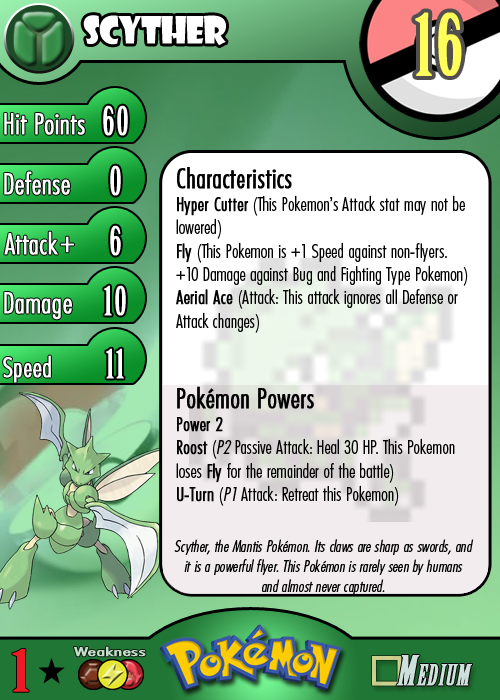 SCYTHER
16
Hit Points 60
Defense 0
Attack+ 6
Damage 10
Speed 11
Characteristics
Hyper Cutter (This Pokemon's Attack stat may not be
lowered)
Fly (This Pokemon is +1 Speed against non-flyers.
+10 Damage against Bug and Fighting Type Pokemon)
Aerial Ace (Attack: This attack ignores all Defense or
Attack changes)
Pokémon Powers
Power 2
Roost (P2 Passive Attack: Heal 30 HP. This Pokemon
loses Fly for the remainder of the battle)
U-Turn (P1 Attack: Retreat this Pokemon)
Scyther, the Mantis Pokémon. Its claws are sharp as swords, and
it is a powerful flyer. This Pokémon is rarely seen by humans
and almost never captured.
1 ★
Weakness
POKéMON
MEDIUM